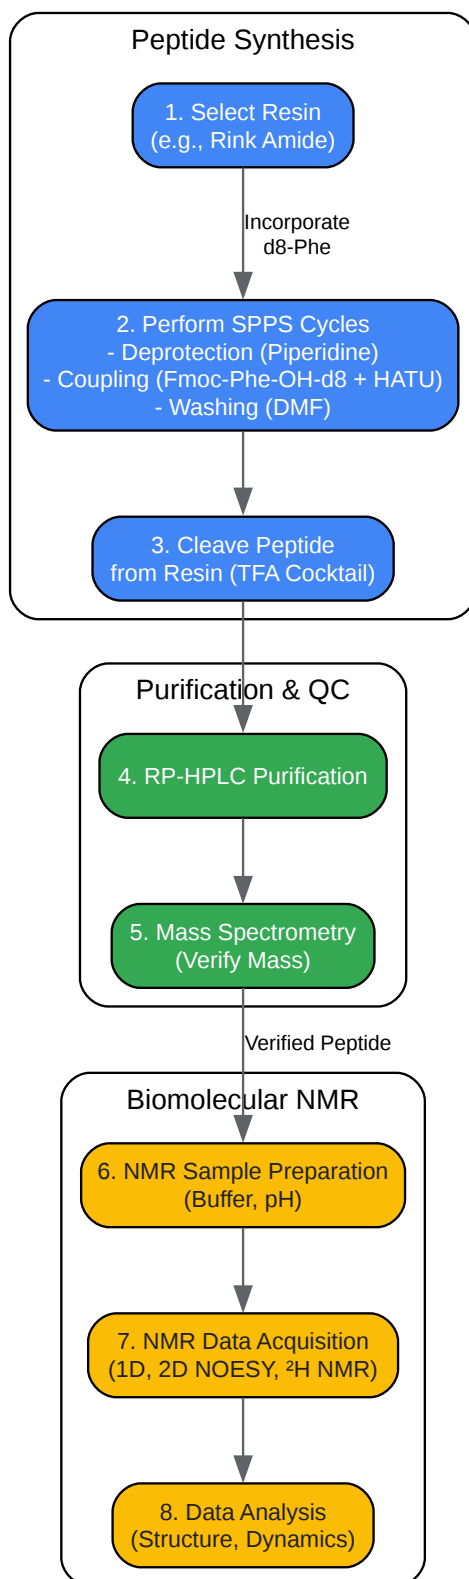 Peptide Synthesis
1. Select Resin
(e.g., Rink Amide)
Incorporate
d8-Phe
2. Perform SPPS Cycles
- Deprotection (Piperidine)
- Coupling (Fmoc-Phe-OH-d8 + HATU)
- Washing (DMF)
3. Cleave Peptide
from Resin (TFA Cocktail)
Purification & QC
4. RP-HPLC Purification
5. Mass Spectrometry
(Verify Mass)
Verified Peptide
Biomolecular NMR
6. NMR Sample Preparation
(Buffer, pH)
7. NMR Data Acquisition
(1D, 2D NOESY, ²H NMR)
8. Data Analysis
(Structure, Dynamics)